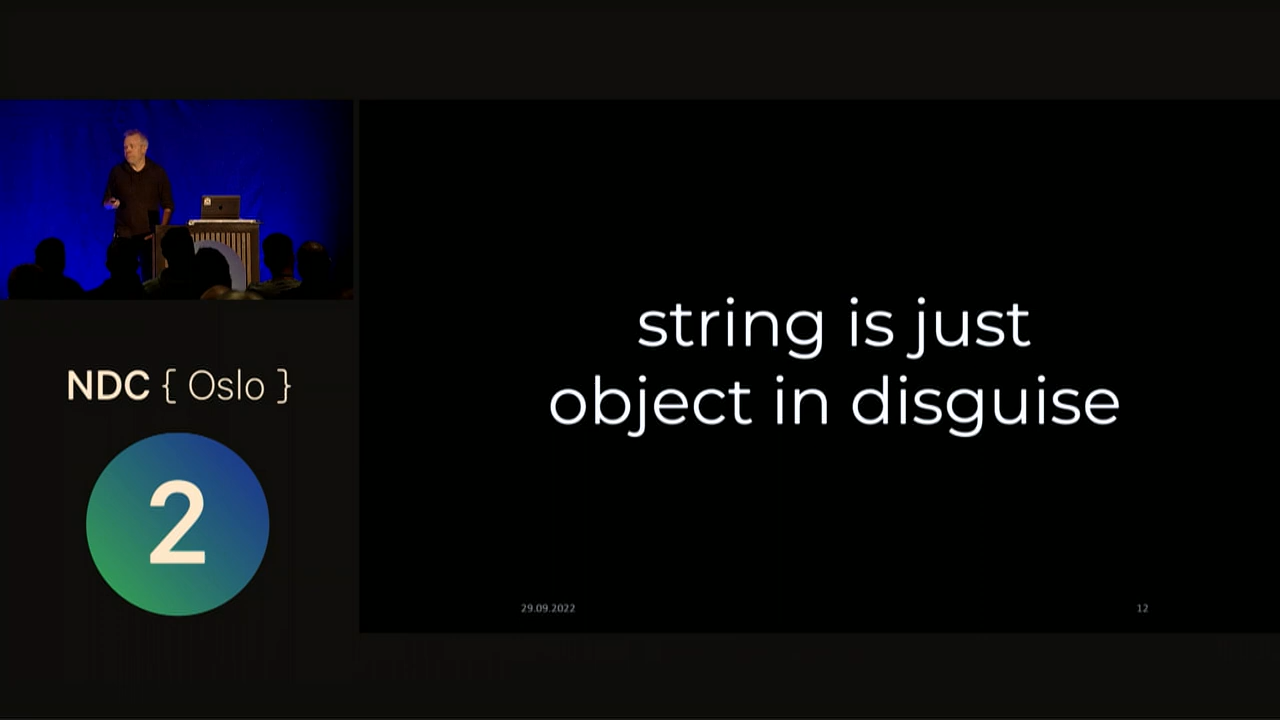 NDC { Oslo }
2
string is just
object in disguise
29.09.2022
12